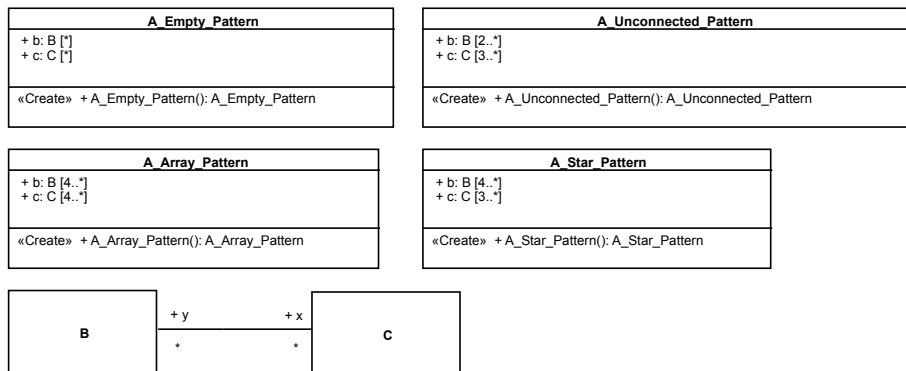 A_Empty_Pattern
+ b: B [*]
+ c: C [*]
«Create» + A_Empty_Pattern(): A_Empty_Pattern
A_Unconnected_Pattern
+ b: B [2..*]
+ c: C [3..*]
«Create» + A_Unconnected_Pattern(): A_Unconnected_Pattern
A_Array_Pattern
+ b: B [4..*]
+ c: C [4..*]
«Create» + A_Array_Pattern(): A_Array_Pattern
A_Star_Pattern
+ b: B [4..*]
+ c: C [3..*]
«Create» + A_Star_Pattern(): A_Star_Pattern
B
+ y
+ x
*
*
C